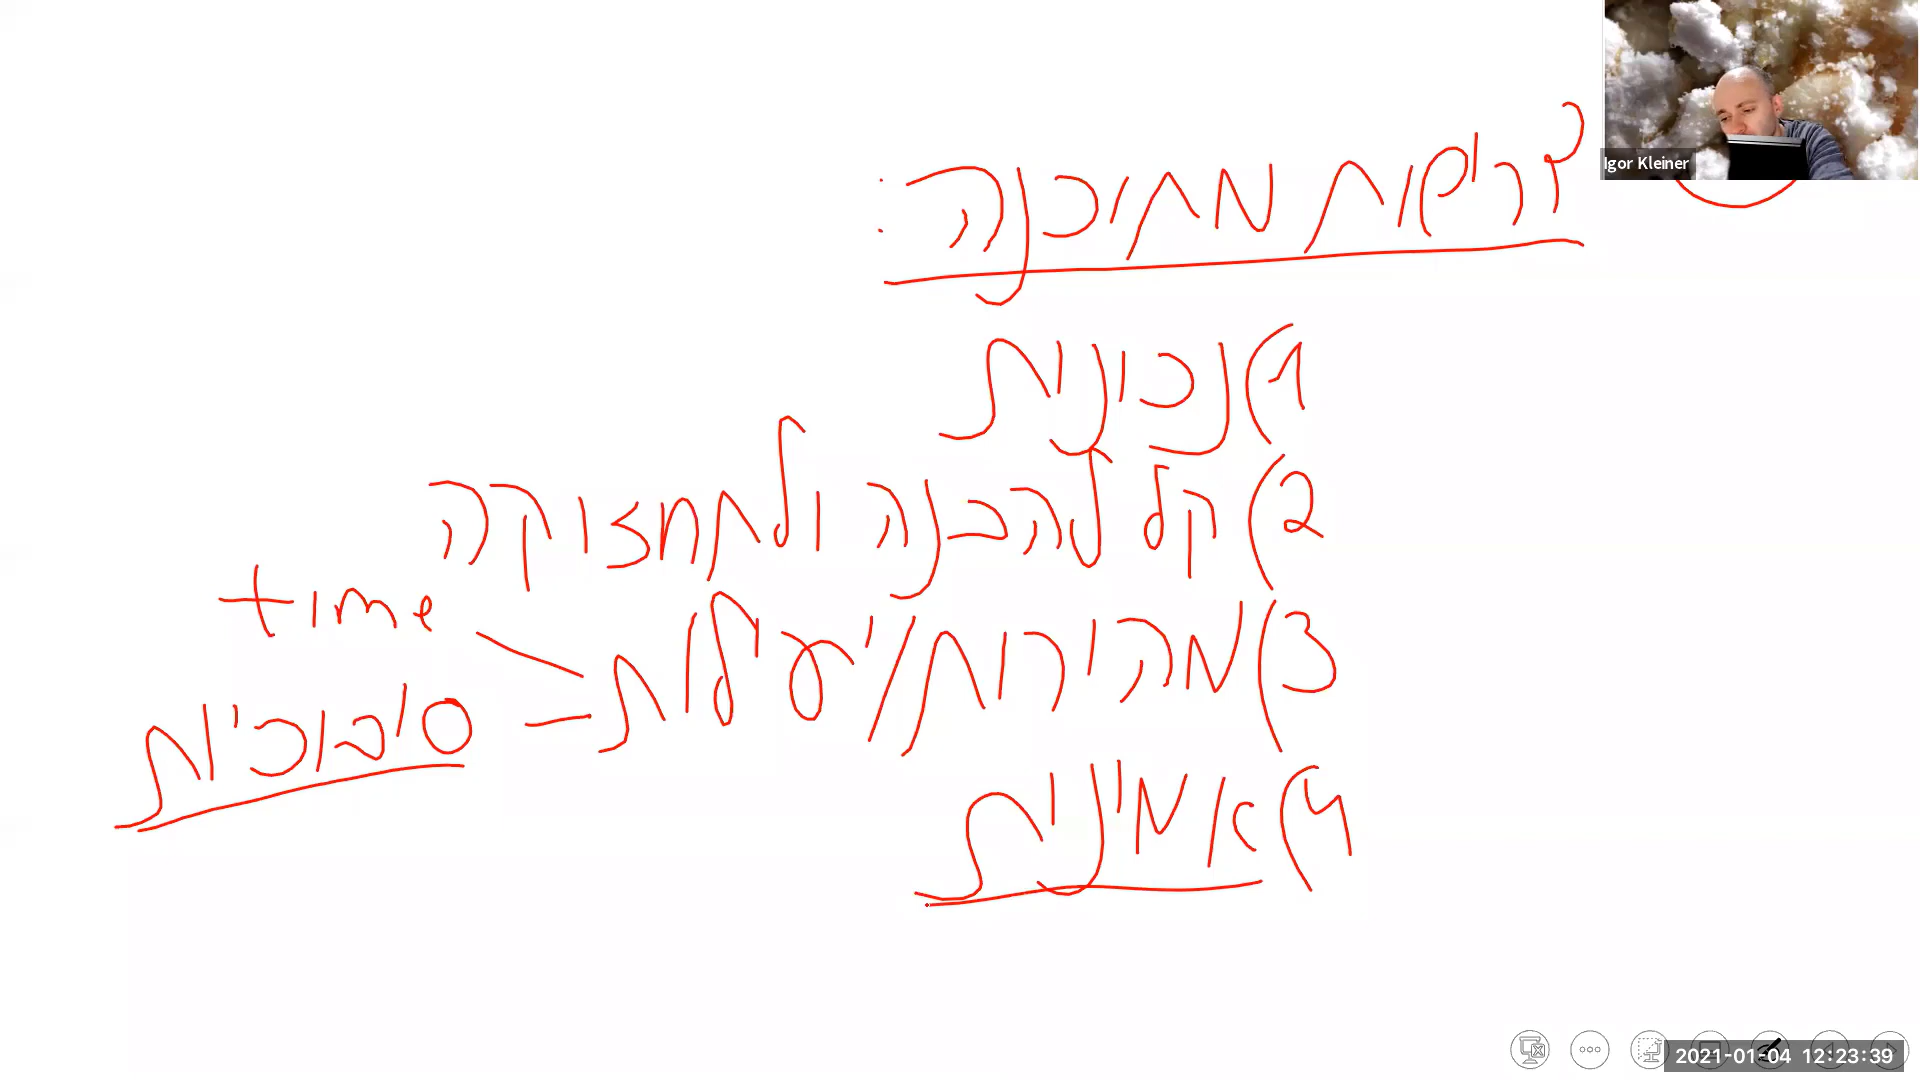 Igor Kleiner
דרישות מתוכנה:
1) נכונות
2) קל להבנה ולתחזוקה
3) מהירות/יעילות
time
סיבוכיות
4) אמינות
2021-01-04 12:23:39